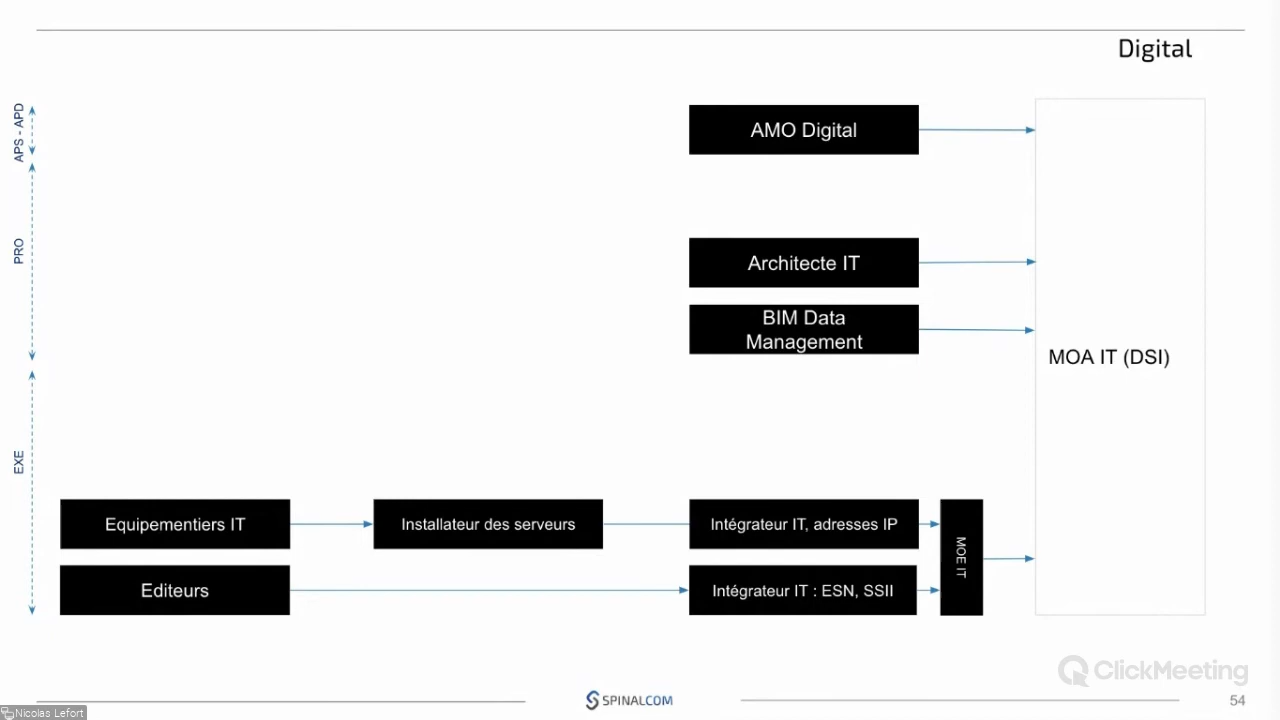 Digital
APS - APD
AMO Digital
PRO
Architecte IT
BIM Data
Management
MOA IT (DSI)
EXE
Equipementiers IT
Installateur des serveurs
Intégrateur IT, adresses IP
MOE IT
Editeurs
Intégrateur IT : ESN, SSII
ClickMeeting
SPINALCOM
54
Nicolas Lefort